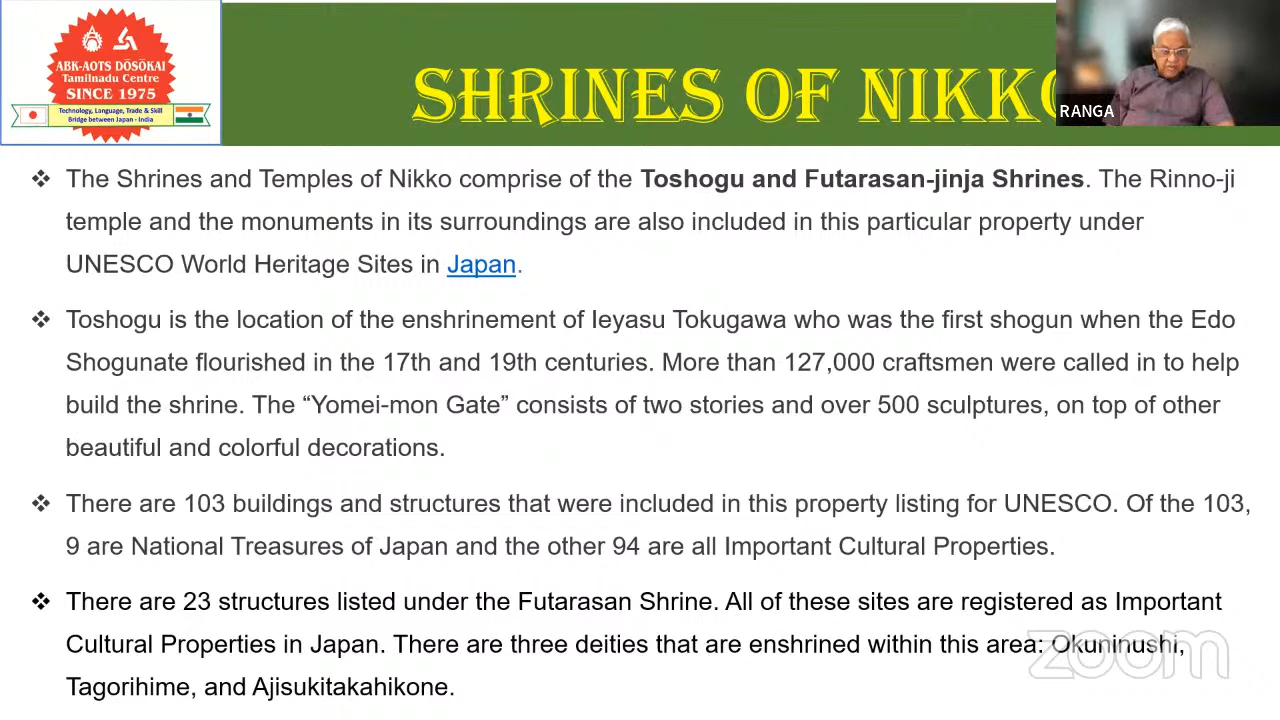 ABK-AOTS DŌSŌKAI
Tamilnadu Centre
SINCE 1975
Technology, Language, Trade & Skill
Bridge between Japan - India
SHRINES OF NIKKO
RANGA
❖ The Shrines and Temples of Nikko comprise of the Toshogu and Futarasan-jinja Shrines. The Rinno-ji
temple and the monuments in its surroundings are also included in this particular property under
UNESCO World Heritage Sites in Japan.
❖ Toshogu is the location of the enshrinement of Ieyasu Tokugawa who was the first shogun when the Edo
Shogunate flourished in the 17th and 19th centuries. More than 127,000 craftsmen were called in to help
build the shrine. The “Yomei-mon Gate” consists of two stories and over 500 sculptures, on top of other
beautiful and colorful decorations.
❖ There are 103 buildings and structures that were included in this property listing for UNESCO. Of the 103,
9 are National Treasures of Japan and the other 94 are all Important Cultural Properties.
❖ There are 23 structures listed under the Futarasan Shrine. All of these sites are registered as Important
Cultural Properties in Japan. There are three deities that are enshrined within this area: Okuninushi,
Tagorihime, and Ajisukitakahikone.
zoom